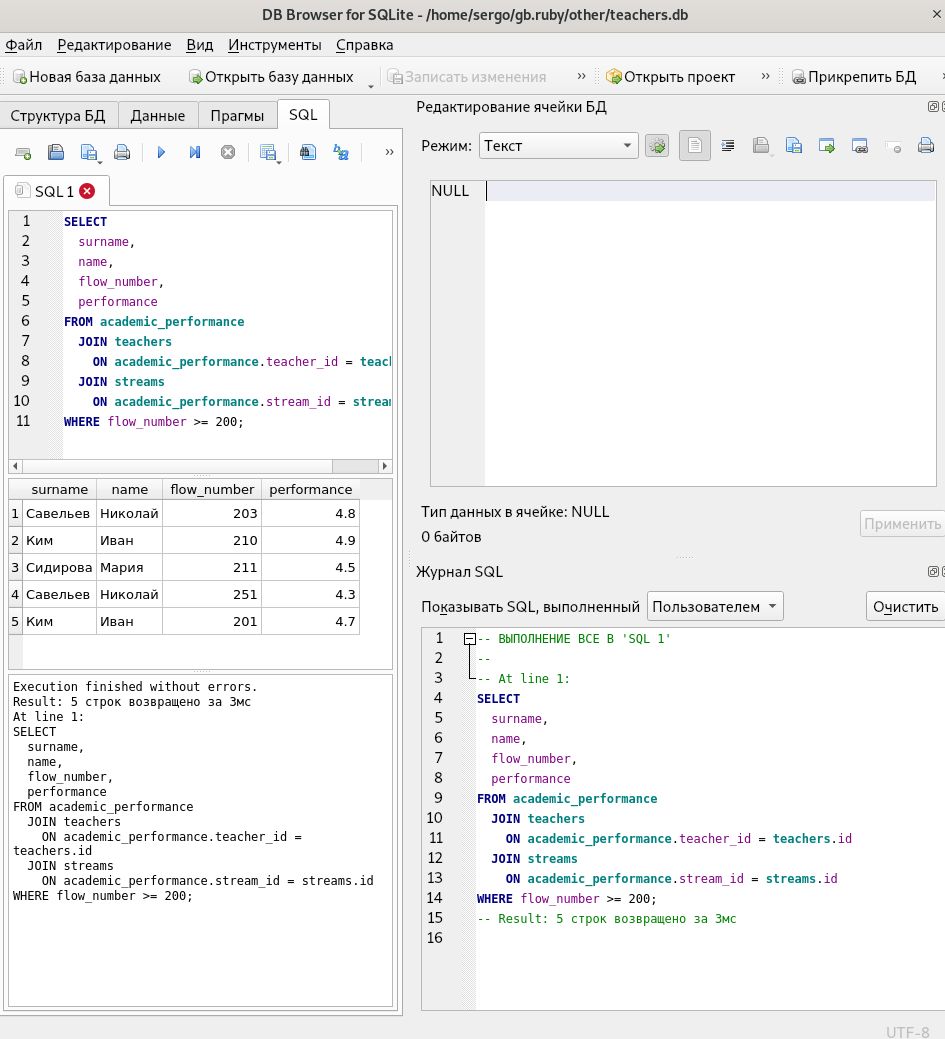 DB Browser for SQLite - /home/sergo/gb.ruby/other/teachers.db
Файл Редактирование Вид Инструменты Справка
Новая база данных Открыть базу данных Записать изменения » Открыть проект » Прикрепить БД
Структура БД Данные Прагмы SQL
»
SQL 1
1 SELECT
2 surname,
3 name,
4 flow_number,
5 performance
6 FROM academic_performance
7 JOIN teachers
8 ON academic_performance.teacher_id = teach
9 JOIN streams
10 ON academic_performance.stream_id = strea
11 WHERE flow_number >= 200;
surname name flow_number performance
1 Савельев Николай 203 4.8
2 Ким Иван 210 4.9
3 Сидирова Мария 211 4.5
4 Савельев Николай 251 4.3
5 Ким Иван 201 4.7
Execution finished without errors.
Result: 5 строк возвращено за 3мс
At line 1:
SELECT
surname,
name,
flow_number,
performance
FROM academic_performance
JOIN teachers
ON academic_performance.teacher_id =
teachers.id
JOIN streams
ON academic_performance.stream_id = streams.id
WHERE flow_number >= 200;
Редактирование ячейки БД
Режим: Текст
NULL
Тип данных в ячейке: NULL
0 байтов
Применить
Журнал SQL
Показывать SQL, выполненный Пользователем Очистить
1 -- ВЫПОЛНЕНИЕ ВСЕ В 'SQL 1'
2 --
3 -- At line 1:
4 SELECT
5 surname,
6 name,
7 flow_number,
8 performance
9 FROM academic_performance
10 JOIN teachers
11 ON academic_performance.teacher_id = teachers.id
12 JOIN streams
13 ON academic_performance.stream_id = streams.id
14 WHERE flow_number >= 200;
15 -- Result: 5 строк возвращено за 3мс
16
UTF-8